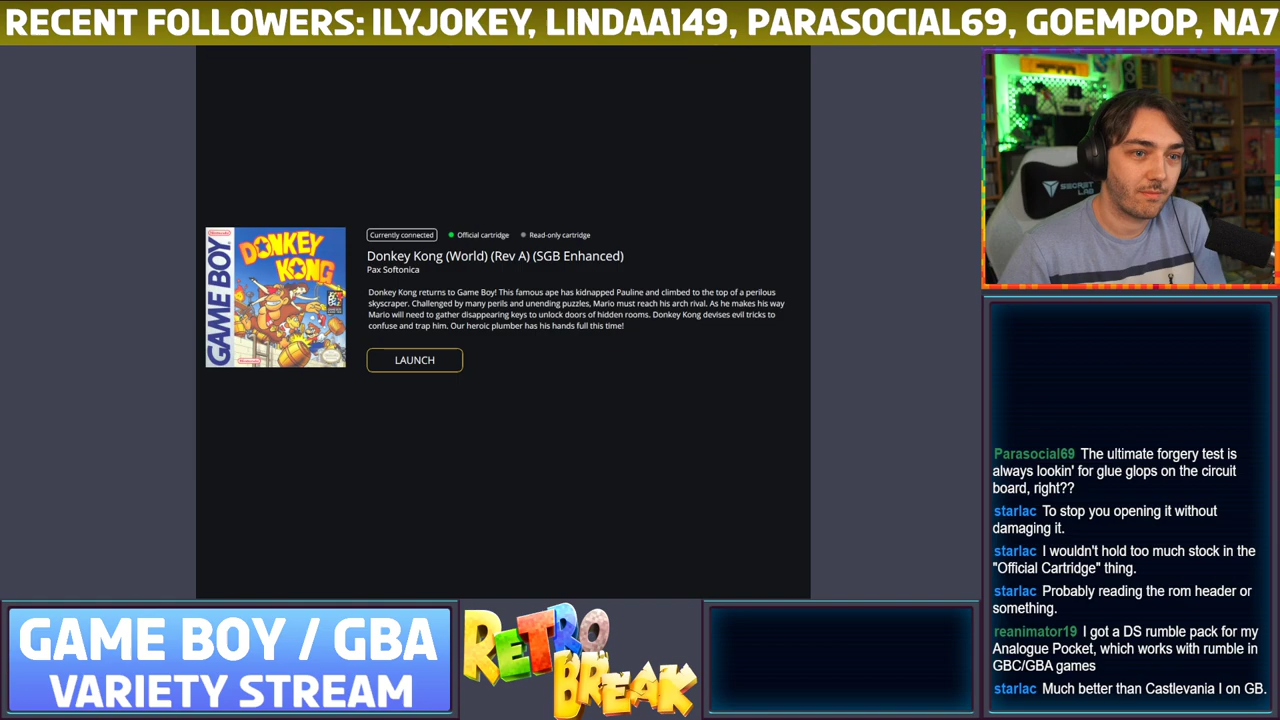 RECENT FOLLOWERS: ILYJOKEY, LINDAA149, PARASOCIAL69, GOEMPOP, NA7
GAME BOY
DONKEY
KONG
Nintendo
Currently connected
Official cartridge
Read-only cartridge
Donkey Kong (World) (Rev A) (SGB Enhanced)
Pax Softonica
Donkey Kong returns to Game Boy! This famous ape has kidnapped Pauline and climbed to the top of a perilous
skyscraper. Challenged by many perils and unending puzzles, Mario must reach his arch rival. As he makes his way
Mario will need to gather disappearing keys to unlock doors of hidden rooms. Donkey Kong devises evil tricks to
confuse and trap him. Our heroic plumber has his hands full this time!
LAUNCH
SECRET
LAB
Parasocial69 The ultimate forgery test is
always lookin' for glue glops on the circuit
board, right??
starlac To stop you opening it without
damaging it.
starlac I wouldn't hold too much stock in the
"Official Cartridge" thing.
starlac Probably reading the rom header or
something.
reanimator19 I got a DS rumble pack for my
Analogue Pocket, which works with rumble in
GBC/GBA games
starlac Much better than Castlevania I on GB.
GAME BOY / GBA
VARIETY STREAM
RETRO
BREAK